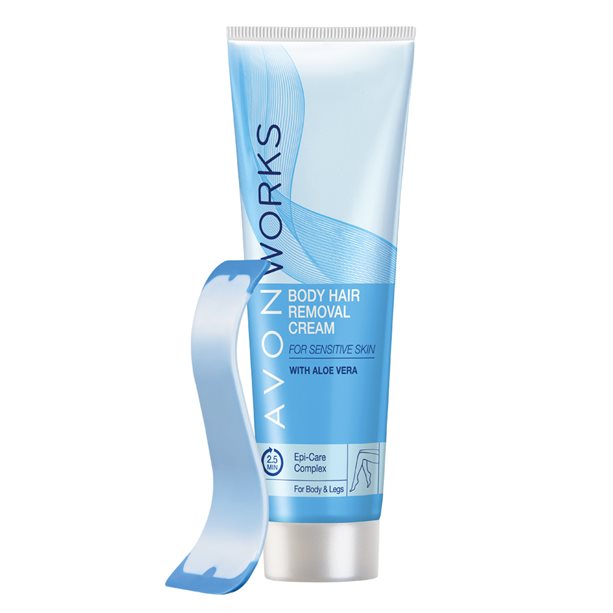 AVON WORKS
BODY HAIR
REMOVAL
CREAM
FOR SENSITIVE SKIN
WITH ALOE VERA
2.5
MIN
Epi-Care
Complex
For Body & Legs